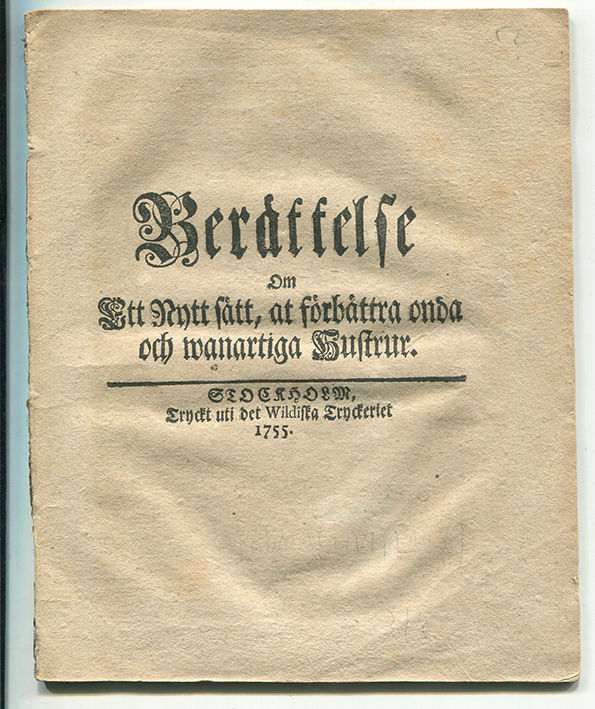 Berättelse
Om
Ett Nytt sätt, at förbättra onda
och wanartiga Hustrur.
STOCKHOLM,
Tryckt uti det Wildiska Tryckeriet
1755.